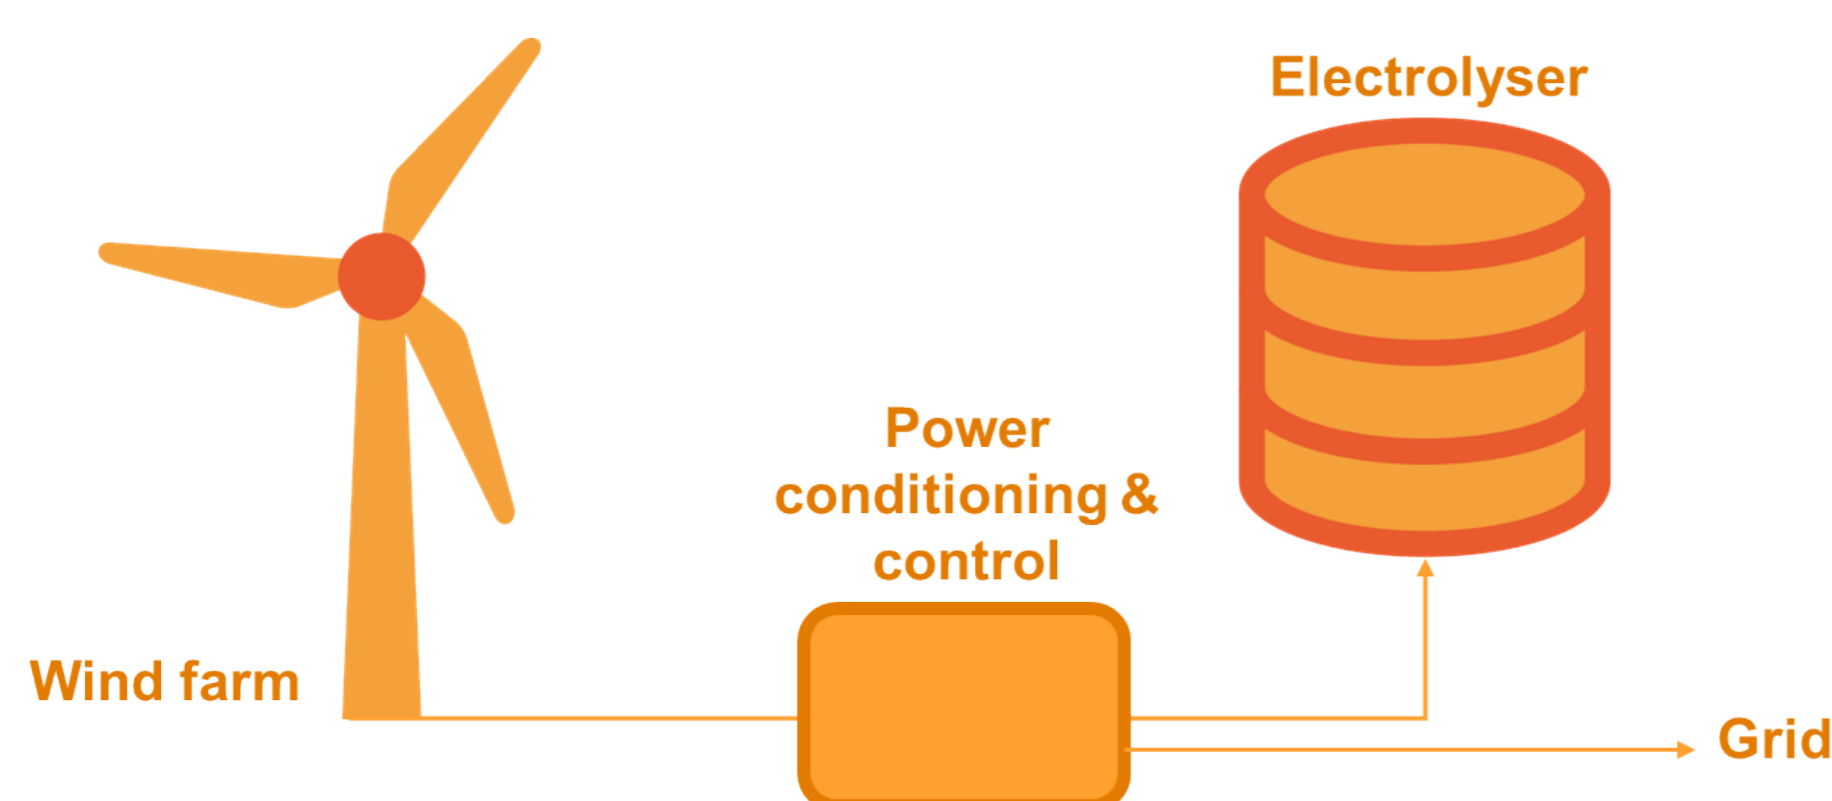 Electrolyser
Power
conditioning &
control
Wind farm
Grid